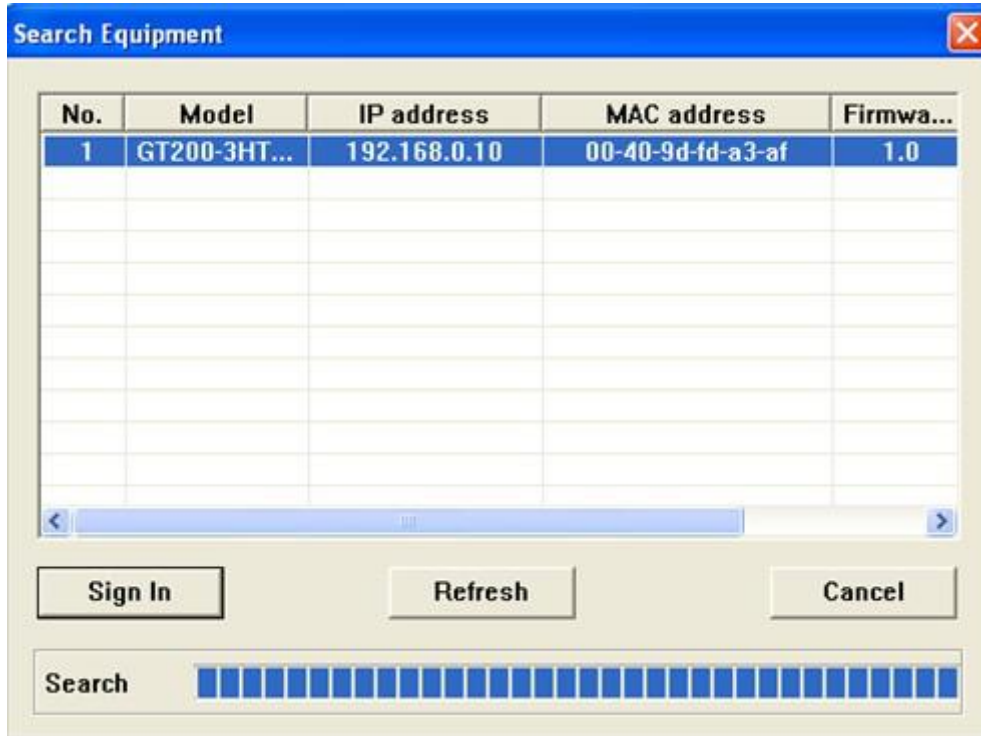 Search Equipment
No. Model IP address MAC address Firmwa...
1 GT200-3HT... 192.168.0.10 00-40-9d-fd-a3-af 1.0
Sign In Refresh Cancel
Search